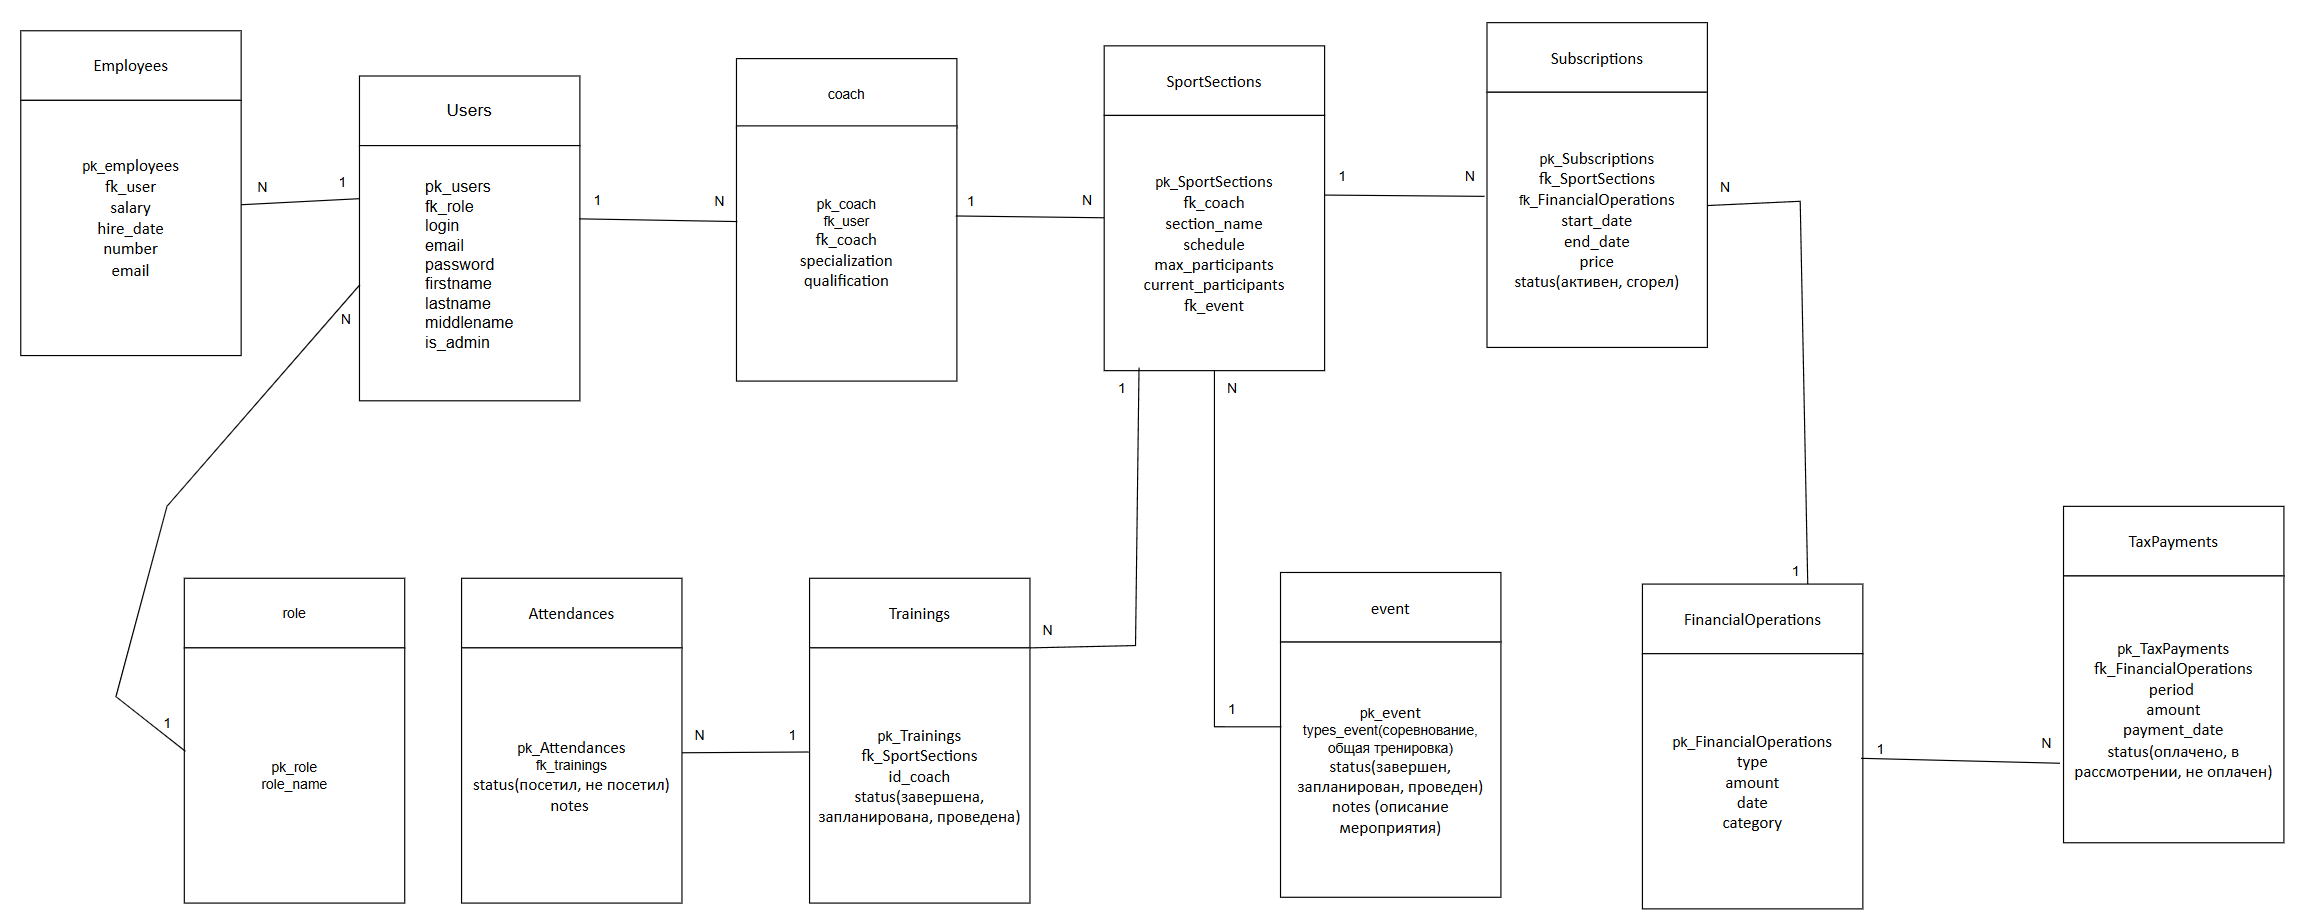 Employees
pk_employees
fk_user
salary
hire_date
number
email
N
1
Users
pk_users
fk_role
login
email
password
firstname
lastname
middlename
is_admin
N
1
N
coach
pk_coach
fk_user
fk_coach
specialization
qualification
1
N
SportSections
pk_SportSections
fk_coach
section_name
schedule
max_participants
current_participants
fk_event
1
N
1
N
Subscriptions
pk_Subscriptions
fk_SportSections
fk_FinancialOperations
start_date
end_date
price
status(активен, сгорел)
N
1
role
pk_role
role_name
1
Attendances
pk_Attendances
fk_trainings
status(посетил, не посетил)
notes
N
1
Trainings
pk_Trainings
fk_SportSections
id_coach
status(завершена,
запланирована, проведена)
N
1
event
pk_event
types_event(соревнование,
общая тренировка)
status(завершен,
запланирован, проведен)
notes (описание
мероприятия)
FinancialOperations
pk_FinancialOperations
type
amount
date
category
1
N
TaxPayments
pk_TaxPayments
fk_FinancialOperations
period
amount
payment_date
status(оплачено, в
рассмотрении, не оплачен)